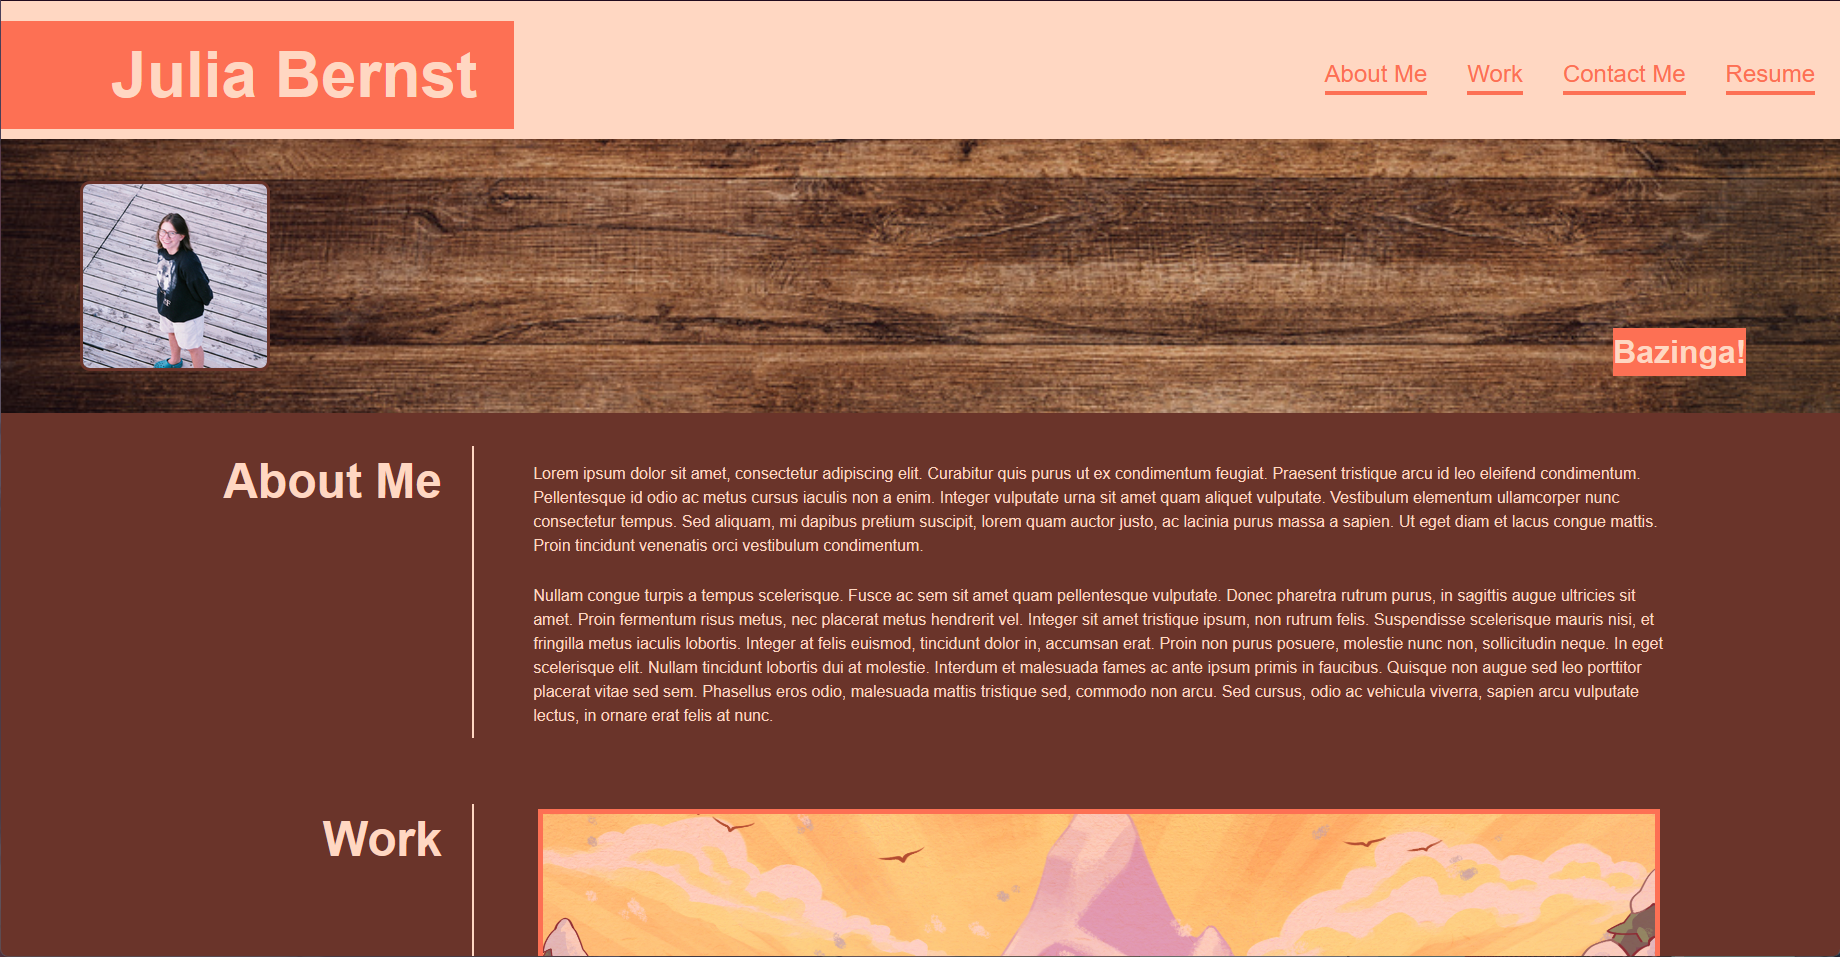 Julia Bernst
About Me
Work
Contact Me
Resume
Bazinga!
About Me
Lorem ipsum dolor sit amet, consectetur adipiscing elit. Curabitur quis purus ut ex condimentum feugiat. Praesent tristique arcu id leo eleifend condimentum.
Pellentesque id odio ac metus cursus iaculis non a enim. Integer vulputate urna sit amet quam aliquet vulputate. Vestibulum elementum ullamcorper nunc
consectetur tempus. Sed aliquam, mi dapibus pretium suscipit, lorem quam auctor justo, ac lacinia purus massa a sapien. Ut eget diam et lacus congue mattis.
Proin tincidunt venenatis orci vestibulum condimentum.
Nullam congue turpis a tempus scelerisque. Fusce ac sem sit amet quam pellentesque vulputate. Donec pharetra rutrum purus, in sagittis augue ultricies sit
amet. Proin fermentum risus metus, nec placerat metus hendrerit vel. Integer sit amet tristique ipsum, non rutrum felis. Suspendisse scelerisque mauris nisi, et
fringilla metus iaculis lobortis. Integer at felis euismod, tincidunt dolor in, accumsan erat. Proin non purus posuere, molestie nunc non, sollicitudin neque. In eget
scelerisque elit. Nullam tincidunt lobortis dui at molestie. Interdum et malesuada fames ac ante ipsum primis in faucibus. Quisque non augue sed leo porttitor
placerat vitae sed sem. Phasellus eros odio, malesuada mattis tristique sed, commodo non arcu. Sed cursus, odio ac vehicula viverra, sapien arcu vulputate
lectus, in ornare erat felis at nunc.
Work